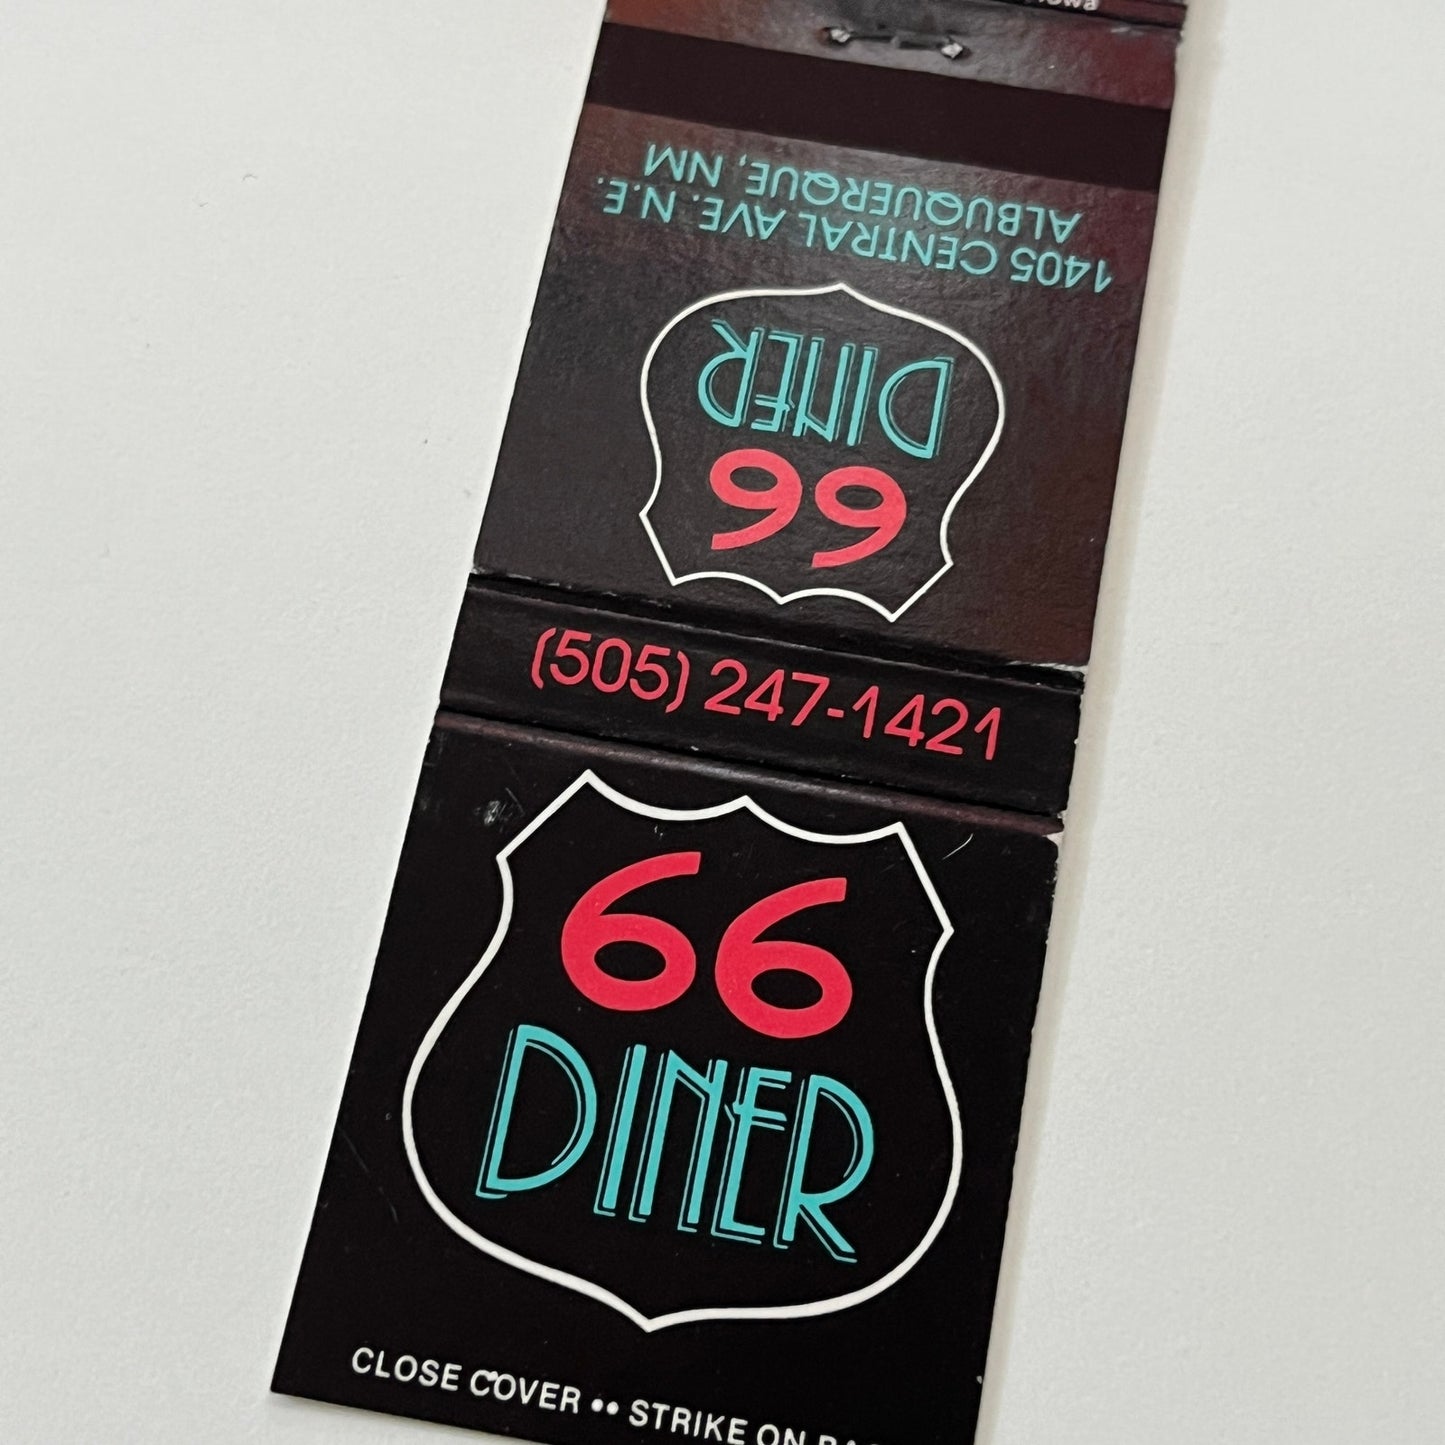 1405 CENTRAL AVE. N.E.
ALBUQUERQUE, NM
66
DINER
(505) 247-1421
66
DINER
CLOSE COVER •• STRIKE ON